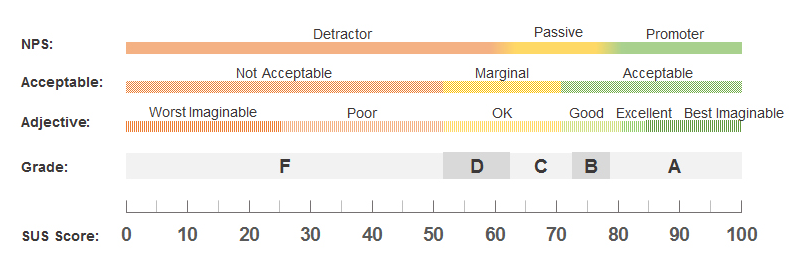 NPS: Detractor Passive Promoter
Acceptable: Not Acceptable Marginal Acceptable
Adjective: Worst Imaginable Poor OK Good Excellent Best Imaginable
Grade: F D C B A
SUS Score: 0 10 20 30 40 50 60 70 80 90 100